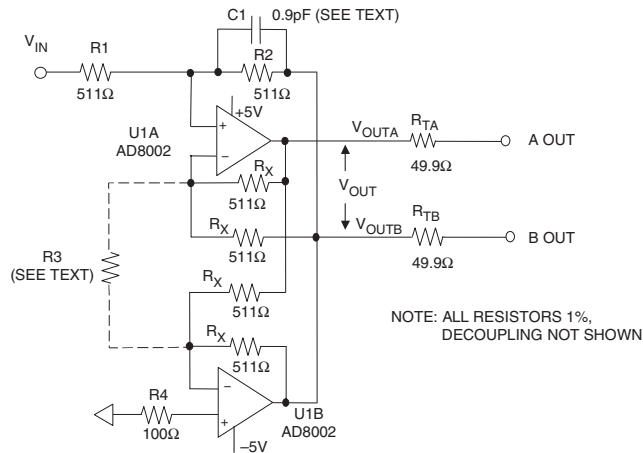 C1
0.9pF (SEE TEXT)
V_IN
R1
R2
511Ω
511Ω
+5V
U1A
AD8002
+
−
V_OUTA
R_TA
A OUT
49.9Ω
R_X
511Ω
V_OUT
R_X
511Ω
V_OUTB
R_TB
B OUT
49.9Ω
R3
(SEE TEXT)
R_X
511Ω
NOTE: ALL RESISTORS 1%,
DECOUPLING NOT SHOWN
R_X
511Ω
−
+
R4
100Ω
U1B
AD8002
−5V